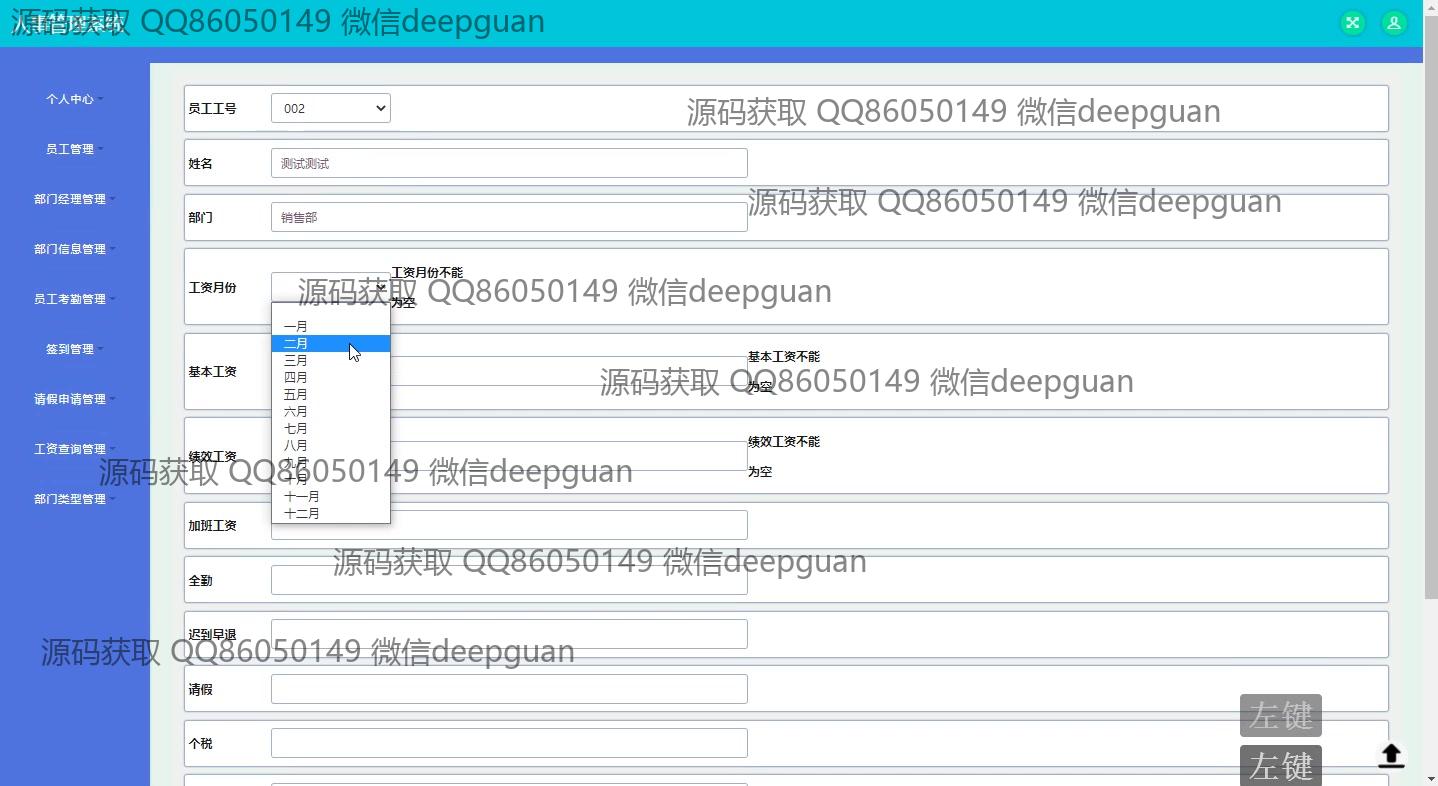 人事管理系统
源码获取 QQ86050149 微信deepguan
个人中心
员工管理
部门经理管理
部门信息管理
员工考勤管理
签到管理
请假申请管理
工资查询管理
部门类型管理
员工工号 002
源码获取 QQ86050149 微信deepguan
姓名 测试测试
源码获取 QQ86050149 微信deepguan
部门 销售部
工资月份 工资月份不能
为空
源码获取 QQ86050149 微信deepguan
一月
二月
三月
四月
五月
六月
七月
八月
九月
十月
十一月
十二月
基本工资 基本工资不能
为空
源码获取 QQ86050149 微信deepguan
绩效工资 绩效工资不能
为空
源码获取 QQ86050149 微信deepguan
加班工资
源码获取 QQ86050149 微信deepguan
全勤
迟到早退
源码获取 QQ86050149 微信deepguan
请假
个税
左键
左键